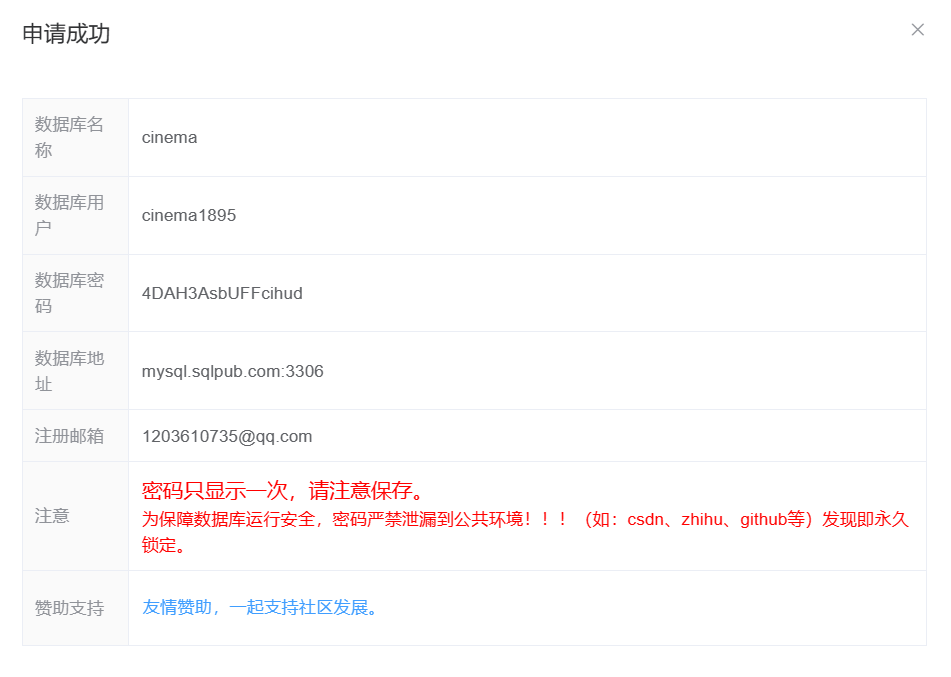 申请成功
数据库名
称
cinema
数据库用
户
cinema1895
数据库密
码
4DAH3AsbUFFcihud
数据库地
址
mysql.sqlpub.com:3306
注册邮箱
1203610735@qq.com
注意
密码只显示一次，请注意保存。
为保障数据库运行安全，密码严禁泄漏到公共环境！！！（如：csdn、zhihu、github等）发现即永久
锁定。
赞助支持
友情赞助，一起支持社区发展。